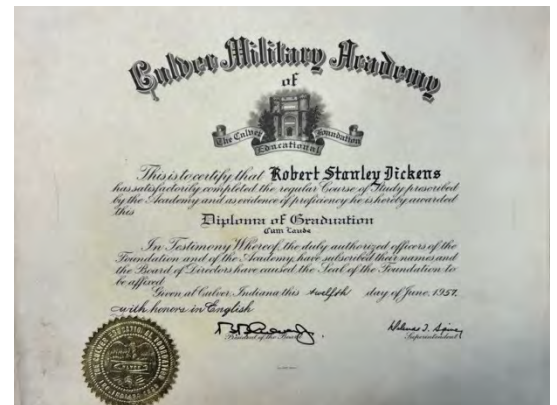 Culver Military Academy
of
The Culver Educational Foundation
This is to certify that Robert Stanley Dickens
has satisfactorily completed the regular Course of Study prescribed
by the Academy and as evidence of proficiency he is hereby awarded
this
Diploma of Graduation
Cum Laude
In Testimony Whereof, the duly authorized officers of the
Foundation and of the Academy, have subscribed their names and
the Board of Directors have caused the Seal of the Foundation to
be affixed
Given at Culver, Indiana this twelfth day of June, 1957.
with honors in English
President of the Board
Superintendent
CULVER